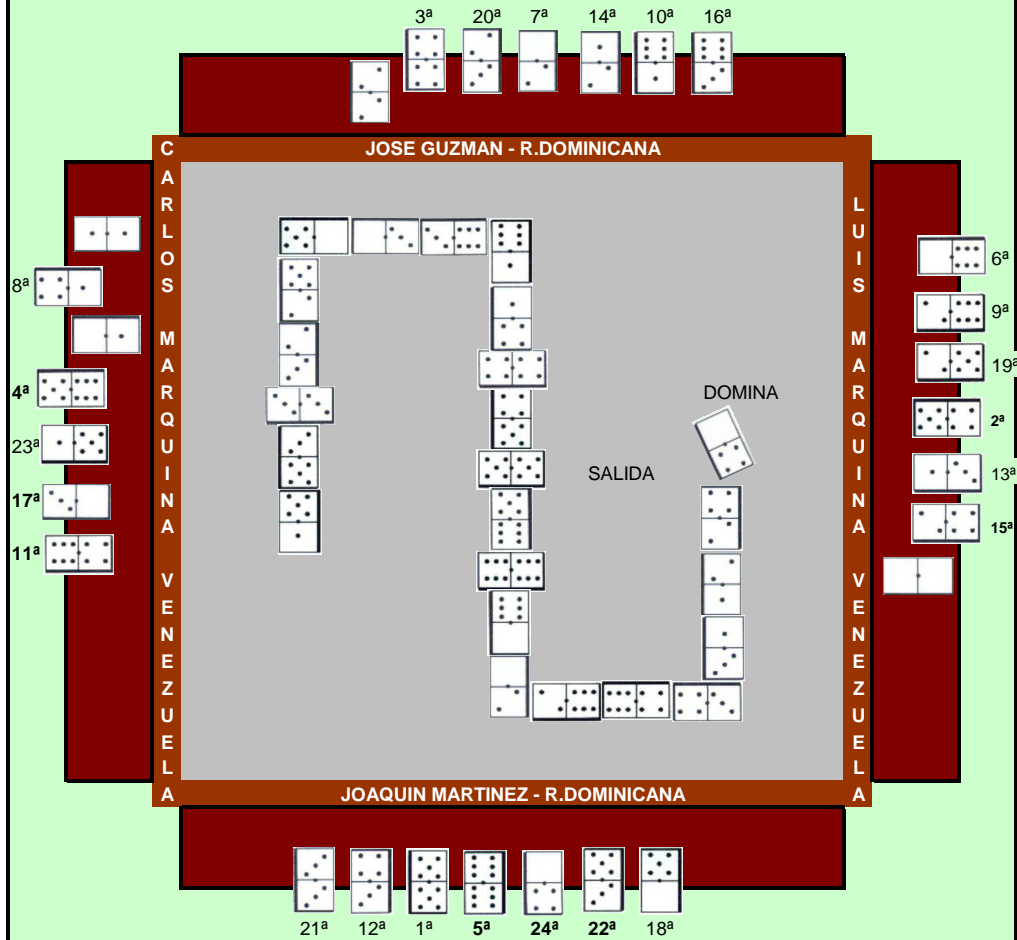 3ª 20ª 7ª 14ª 10ª 16ª
JOSE GUZMAN - R.DOMINICANA
CARLOS MARQUINA VENEZUELA
8ª
4ª
23ª
17ª
11ª
DOMINA
SALIDA
LUIS MARQUINA VENEZUELA
6ª
9ª
19ª
2ª
13ª
15ª
JOAQUIN MARTINEZ - R.DOMINICANA
21ª 12ª 1ª 5ª 24ª 22ª 18ª